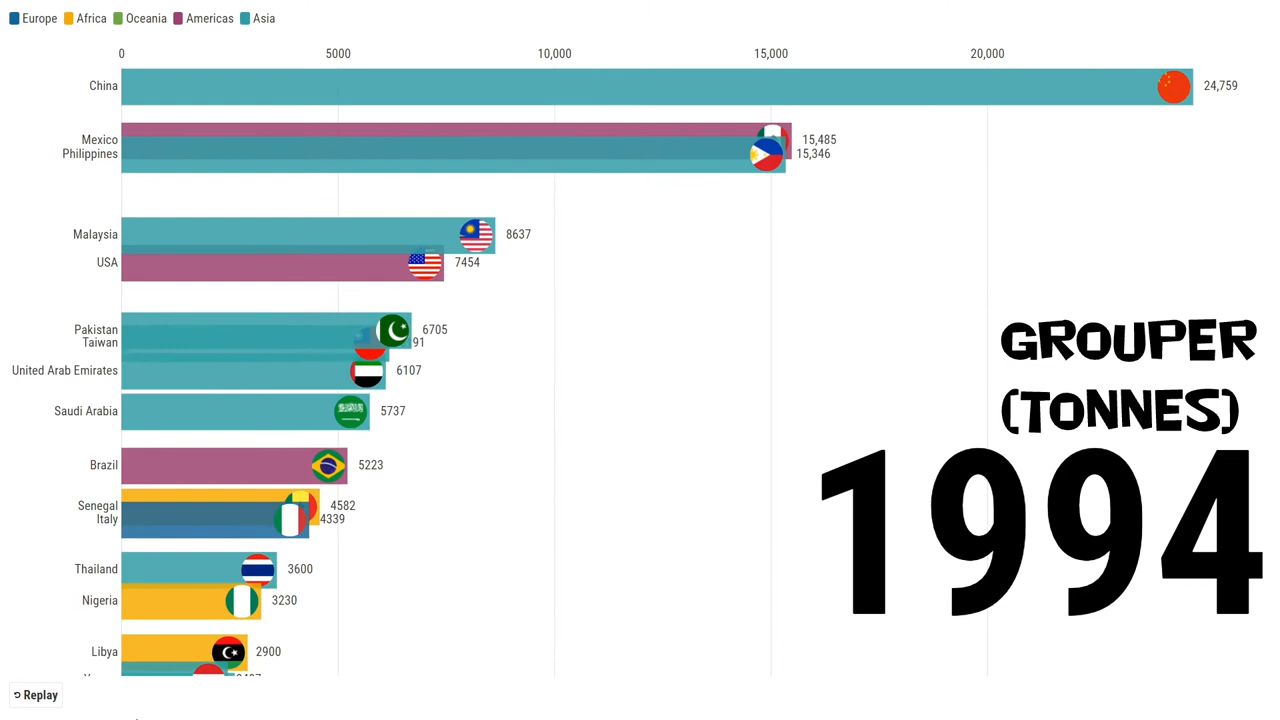 Europe Africa Oceania Americas Asia
0 5000 10,000 15,000 20,000
China 24,759
Mexico 15,485
Philippines 15,346
Malaysia 8637
USA 7454
Pakistan 6705
Taiwan 91
United Arab Emirates 6107
Saudi Arabia 5737
Brazil 5223
Senegal 4582
Italy 4339
Thailand 3600
Nigeria 3230
Libya 2900
GROUPER
(TONNES)
1994
Replay